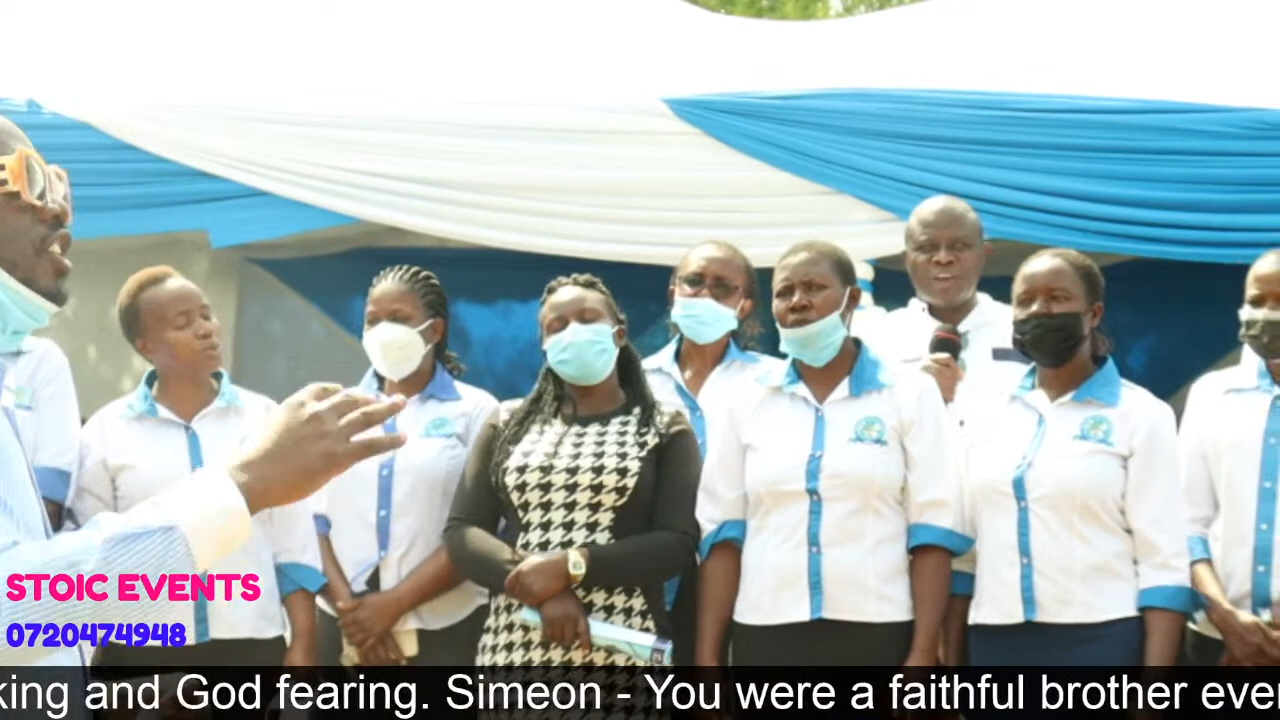 STOIC EVENTS
0720474948
king and God fearing. Simeon - You were a faithful brother ever